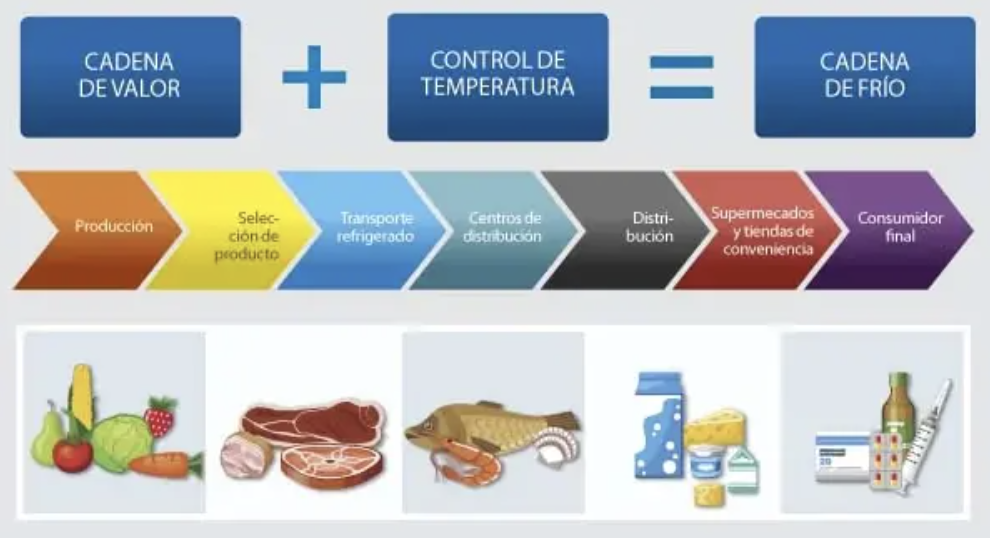 CADENA
DE VALOR
+
CONTROL DE
TEMPERATURA
=
CADENA
DE FRÍO
Producción
Selec-
ción de
producto
Transporte
refrigerado
Centros de
distribución
Distri-
bución
Supermecados
y tiendas de
conveniencia
Consumidor
final
20